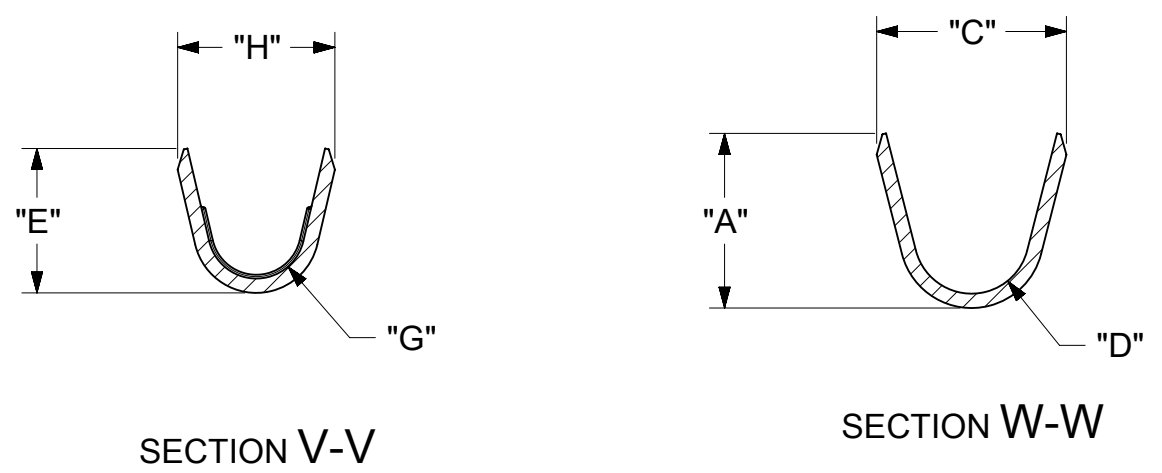 "H"
"E"
"G"
SECTION V-V
"C"
"A"
"D"
SECTION W-W